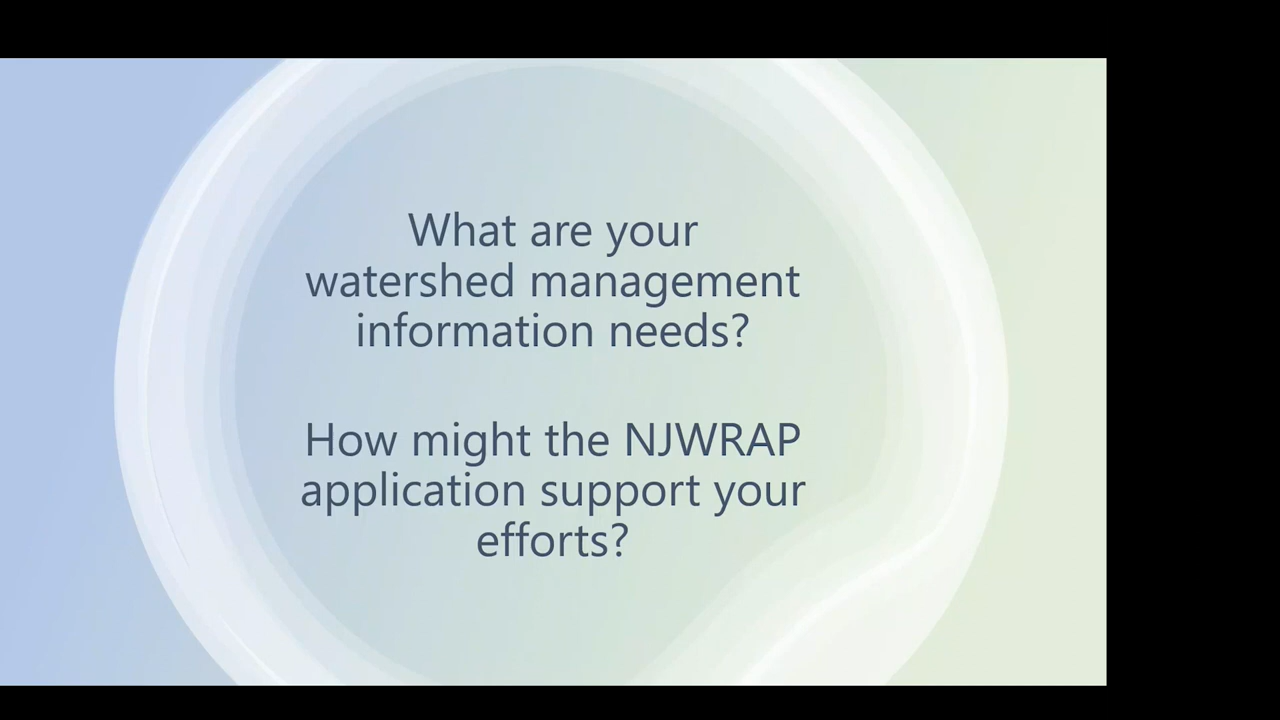 What are your
watershed management
information needs?
How might the NJWRAP
application support your
efforts?